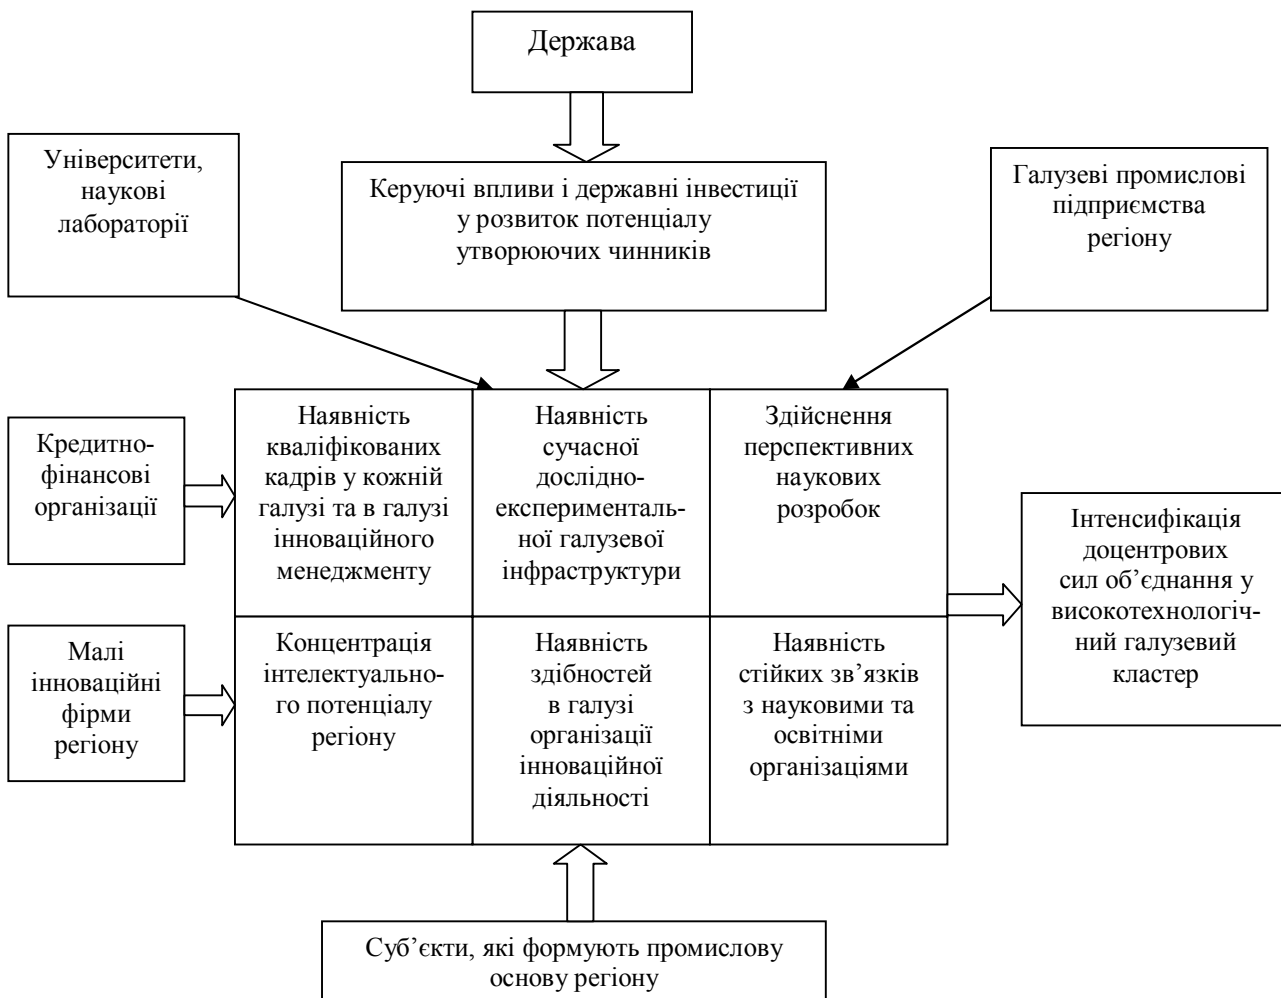 Держава
Університети,
наукові
лабораторії
Керуючі впливи і державні інвестиції
у розвиток потенціалу
утворюючих чинників
Галузеві промислові
підприємства
регіону
Кредитно-
фінансові
організації
Наявність
кваліфікованих
кадрів у кожній
галузі та в галузі
інноваційного
менеджменту
Наявність
сучасної
дослідно-
експерименталь-
ної галузевої
інфраструктури
Здійснення
перспективних
наукових
розробок
Малі
інноваційні
фірми
регіону
Концентрація
інтелектуально-
го потенціалу
регіону
Наявність
здібностей
в галузі
організації
інноваційної
діяльності
Наявність
стійких зв’язків
з науковими та
освітніми
організаціями
Інтенсифікація
доцентрових
сил об’єднання у
високотехнологіч-
ний галузевий
кластер
Суб’єкти, які формують промислову
основу регіону